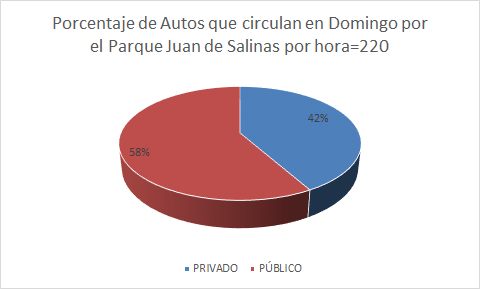 Porcentaje de Autos que circulan en Domingo por
el Parque Juan de Salinas por hora=220
42%
58%
PRIVADO PÚBLICO